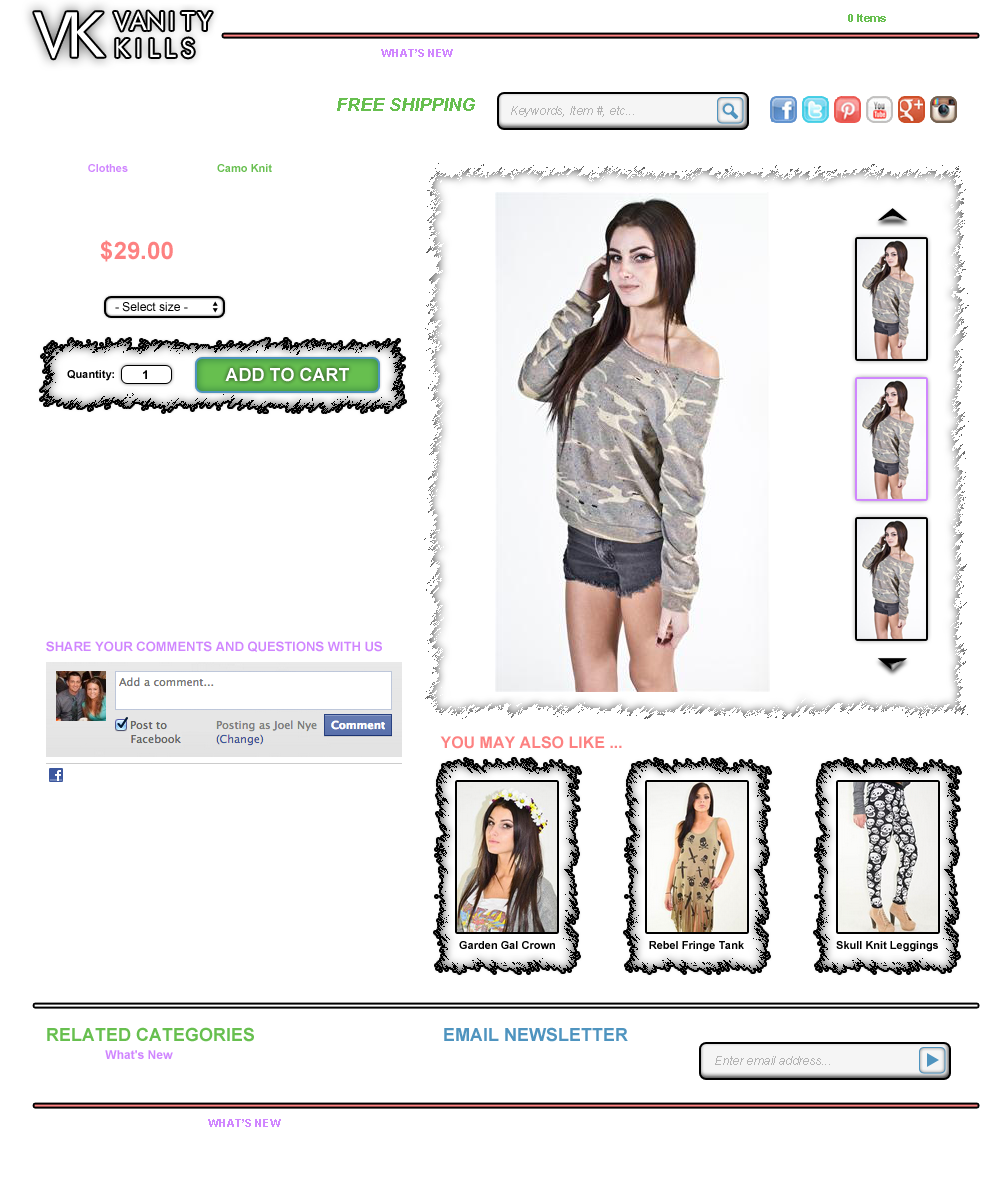 VK VANITY KILLS
0 Items
WHAT'S NEW
FREE SHIPPING
Keywords, Item #, etc...
Clothes
Camo Knit
$29.00
- Select size -
Quantity: 1
ADD TO CART
SHARE YOUR COMMENTS AND QUESTIONS WITH US
Add a comment...
Post to Facebook
Posting as Joel Nye (Change)
Comment
YOU MAY ALSO LIKE ...
Garden Gal Crown
Rebel Fringe Tank
Skull Knit Leggings
RELATED CATEGORIES
What's New
EMAIL NEWSLETTER
Enter email address...
WHAT'S NEW